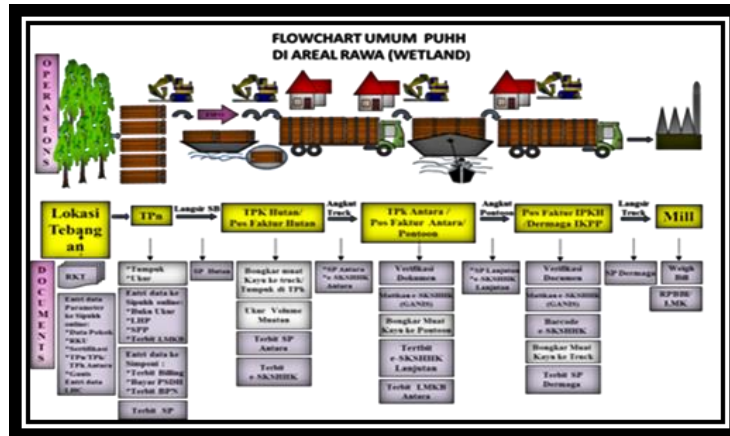 FLOWCHART UMUM PUHH
DI AREAL RAWA (WETLAND)
OPERASIONS
Lokasi
Tebang
an
TPn
Langsir SB
TPK Hutan/
Pos Faktur Hutan
Angkut
Truck
TPk Antara /
Pos Faktur Antara/
Pontoon
Angkut
Pontoon
Pos Faktur IPKH
/Dermaga IKPP
Langsir
Truck
Mill
DOCUMENTS
RKT
Entri data
Parameter
ke Sipuhh
online:
*Data Pokok
*RKU
*Sertifikasi
*TPn/TPK/
TPk Antara
*Ganis
Entri data
LHC
*Tumpuk
*Ukur
Entri data ke
Sipuhh online:
*Buku Ukur
*LHP
*SPP
*Terbit LMKB
Entri data ke
Simponi :
*Terbit Billing
*Bayar PSDH
*Terbit BPN
Terbit SP
SP Hutan
Bongkar muat
Kayu ke truck/
Tumpuk di TPk
Ukur Volume
Muatan
Terbit SP
Antara
Terbit
e-SKSHHK
*SP Antara
*e-SKSHHK
Antara
Verifikasi
Dokumen
Matikan e-SKSHHK
(GANIS)
Bongkar Muat
Kayu ke Pontoon
Tertbit
e-SKSHHK
Lanjutan
Terbit LMKB
Antara
*SP Lanjutan
*e-SKSHHK
Lanjutan
Verifikasi
Documen
Matikan e-SKSHHK
(GANIS)
Barcode
e-SKSHHK
Bongkar Muat
Kayu ke Truck
Terbit SP
Dermaga
SP Dermaga
Weigh
Bill
RPBBI/
LMK